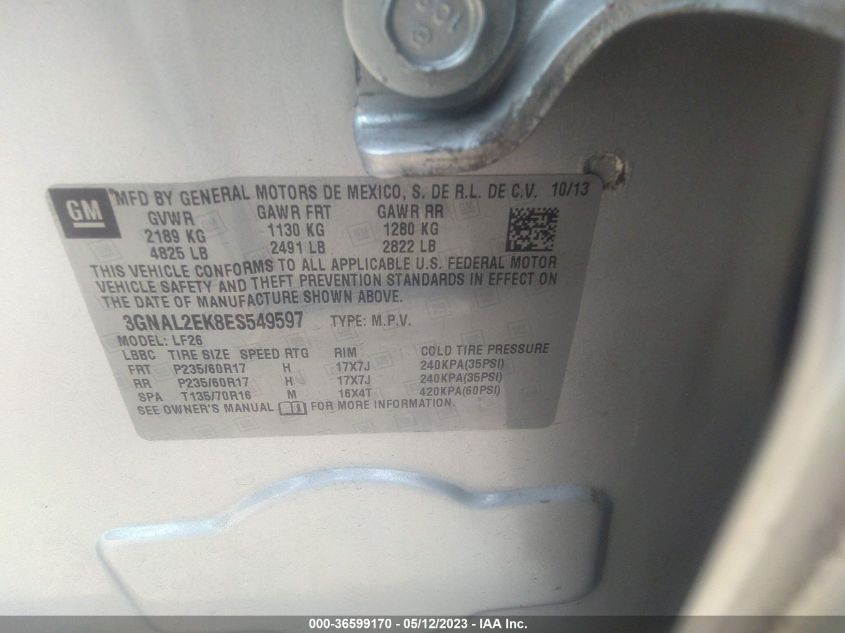 GM
MFD BY GENERAL MOTORS DE MEXICO, S. DE R.L. DE C.V. 10/13
GVWR GAWR FRT GAWR RR
2189 KG 1130 KG 1280 KG
4825 LB 2491 LB 2822 LB
THIS VEHICLE CONFORMS TO ALL APPLICABLE U.S. FEDERAL MOTOR
VEHICLE SAFETY AND THEFT PREVENTION STANDARDS IN EFFECT ON
THE DATE OF MANUFACTURE SHOWN ABOVE.
3GNAL2EK8ES549597 TYPE: M.P.V.
MODEL: LF26
LBBC TIRE SIZE SPEED RTG RIM COLD TIRE PRESSURE
FRT P235/60R17 H 17X7J 240KPA(35PSI)
RR P235/60R17 H 17X7J 240KPA(35PSI)
SPA T135/70R16 M 16X4T 420KPA(60PSI)
SEE OWNER'S MANUAL FOR MORE INFORMATION.
000-36599170 - 05/12/2023 - IAA Inc.